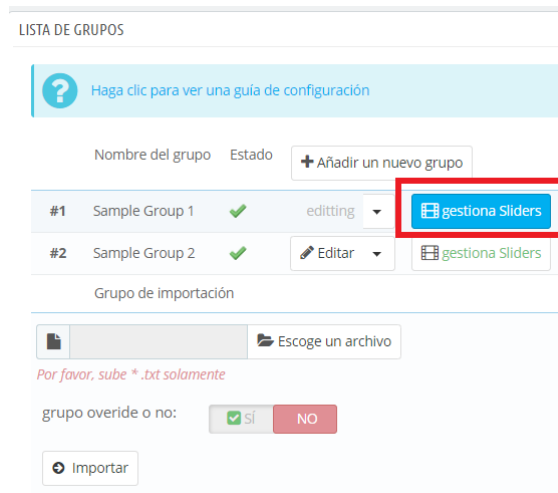 LISTA DE GRUPOS
Haga clic para ver una guía de configuración
Nombre del grupo Estado Añadir un nuevo grupo
#1 Sample Group 1 editting gestiona Sliders
#2 Sample Group 2 Editar gestiona Sliders
Grupo de importación
Escoge un archivo
Por favor, sube * .txt solamente
grupo overide o no: SÍ NO
Importar